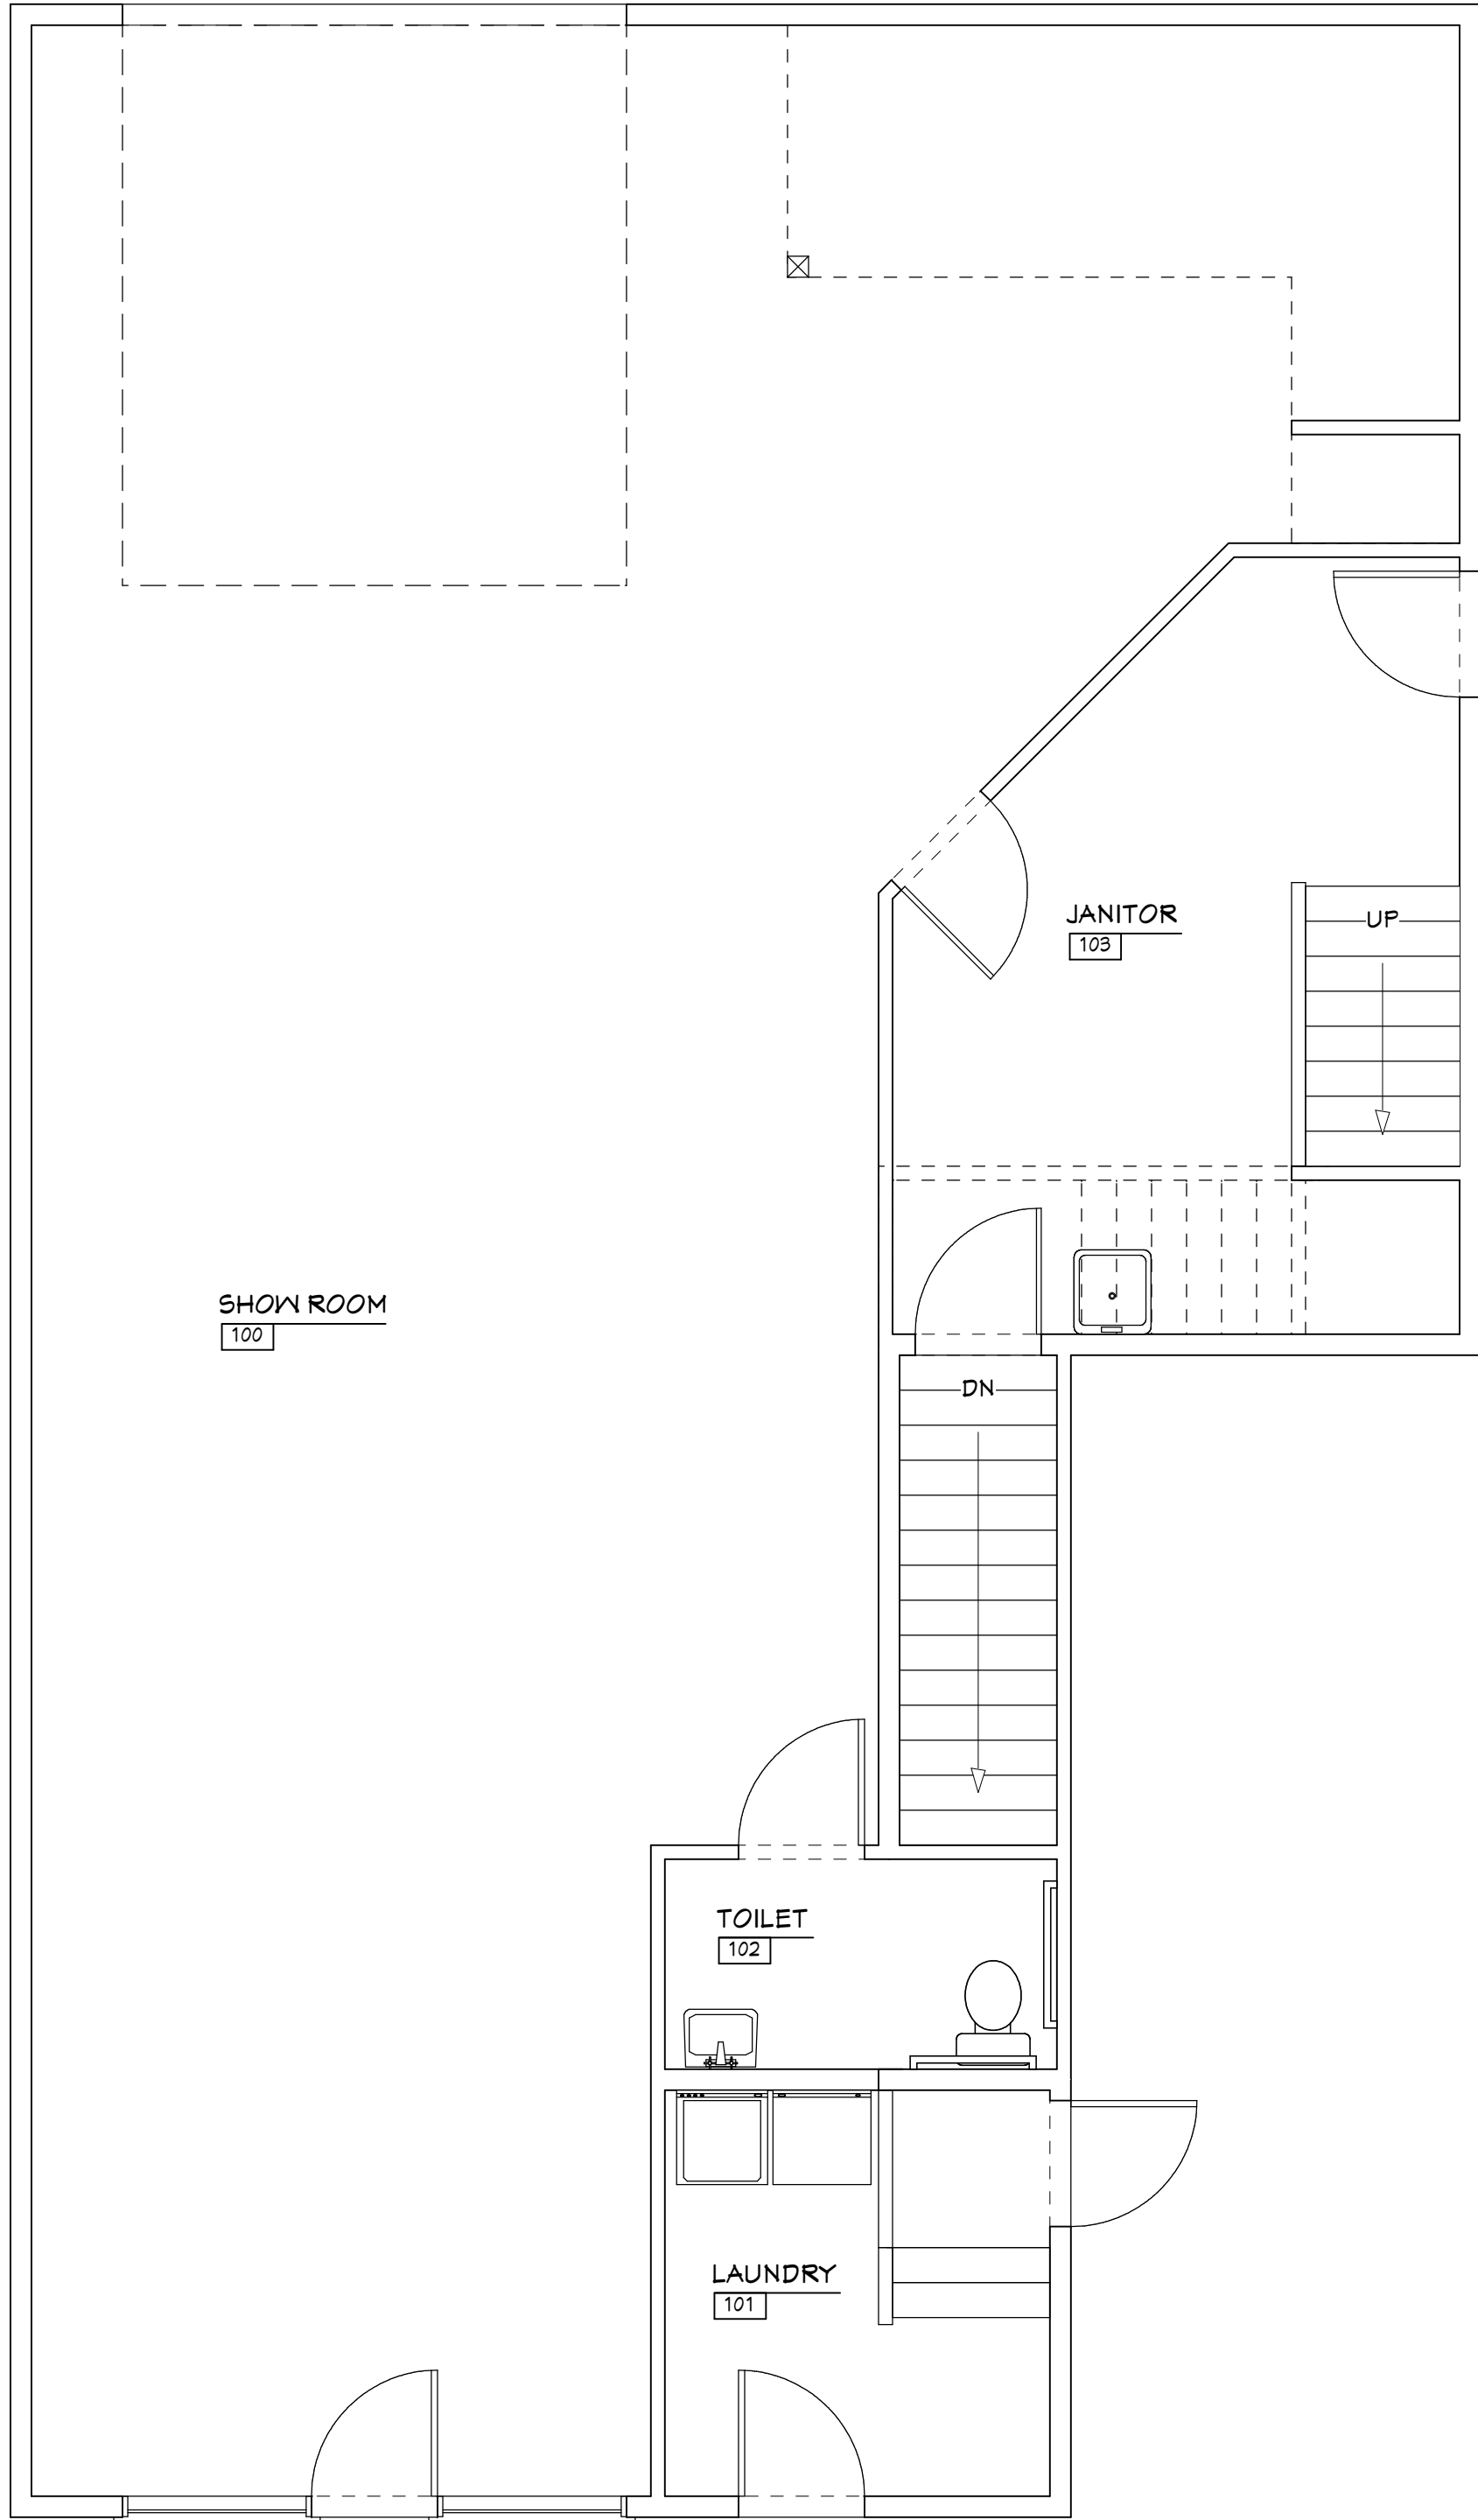 JANITOR
103
UP
SHOW ROOM
100
DN
TOILET
102
LAUNDRY
101